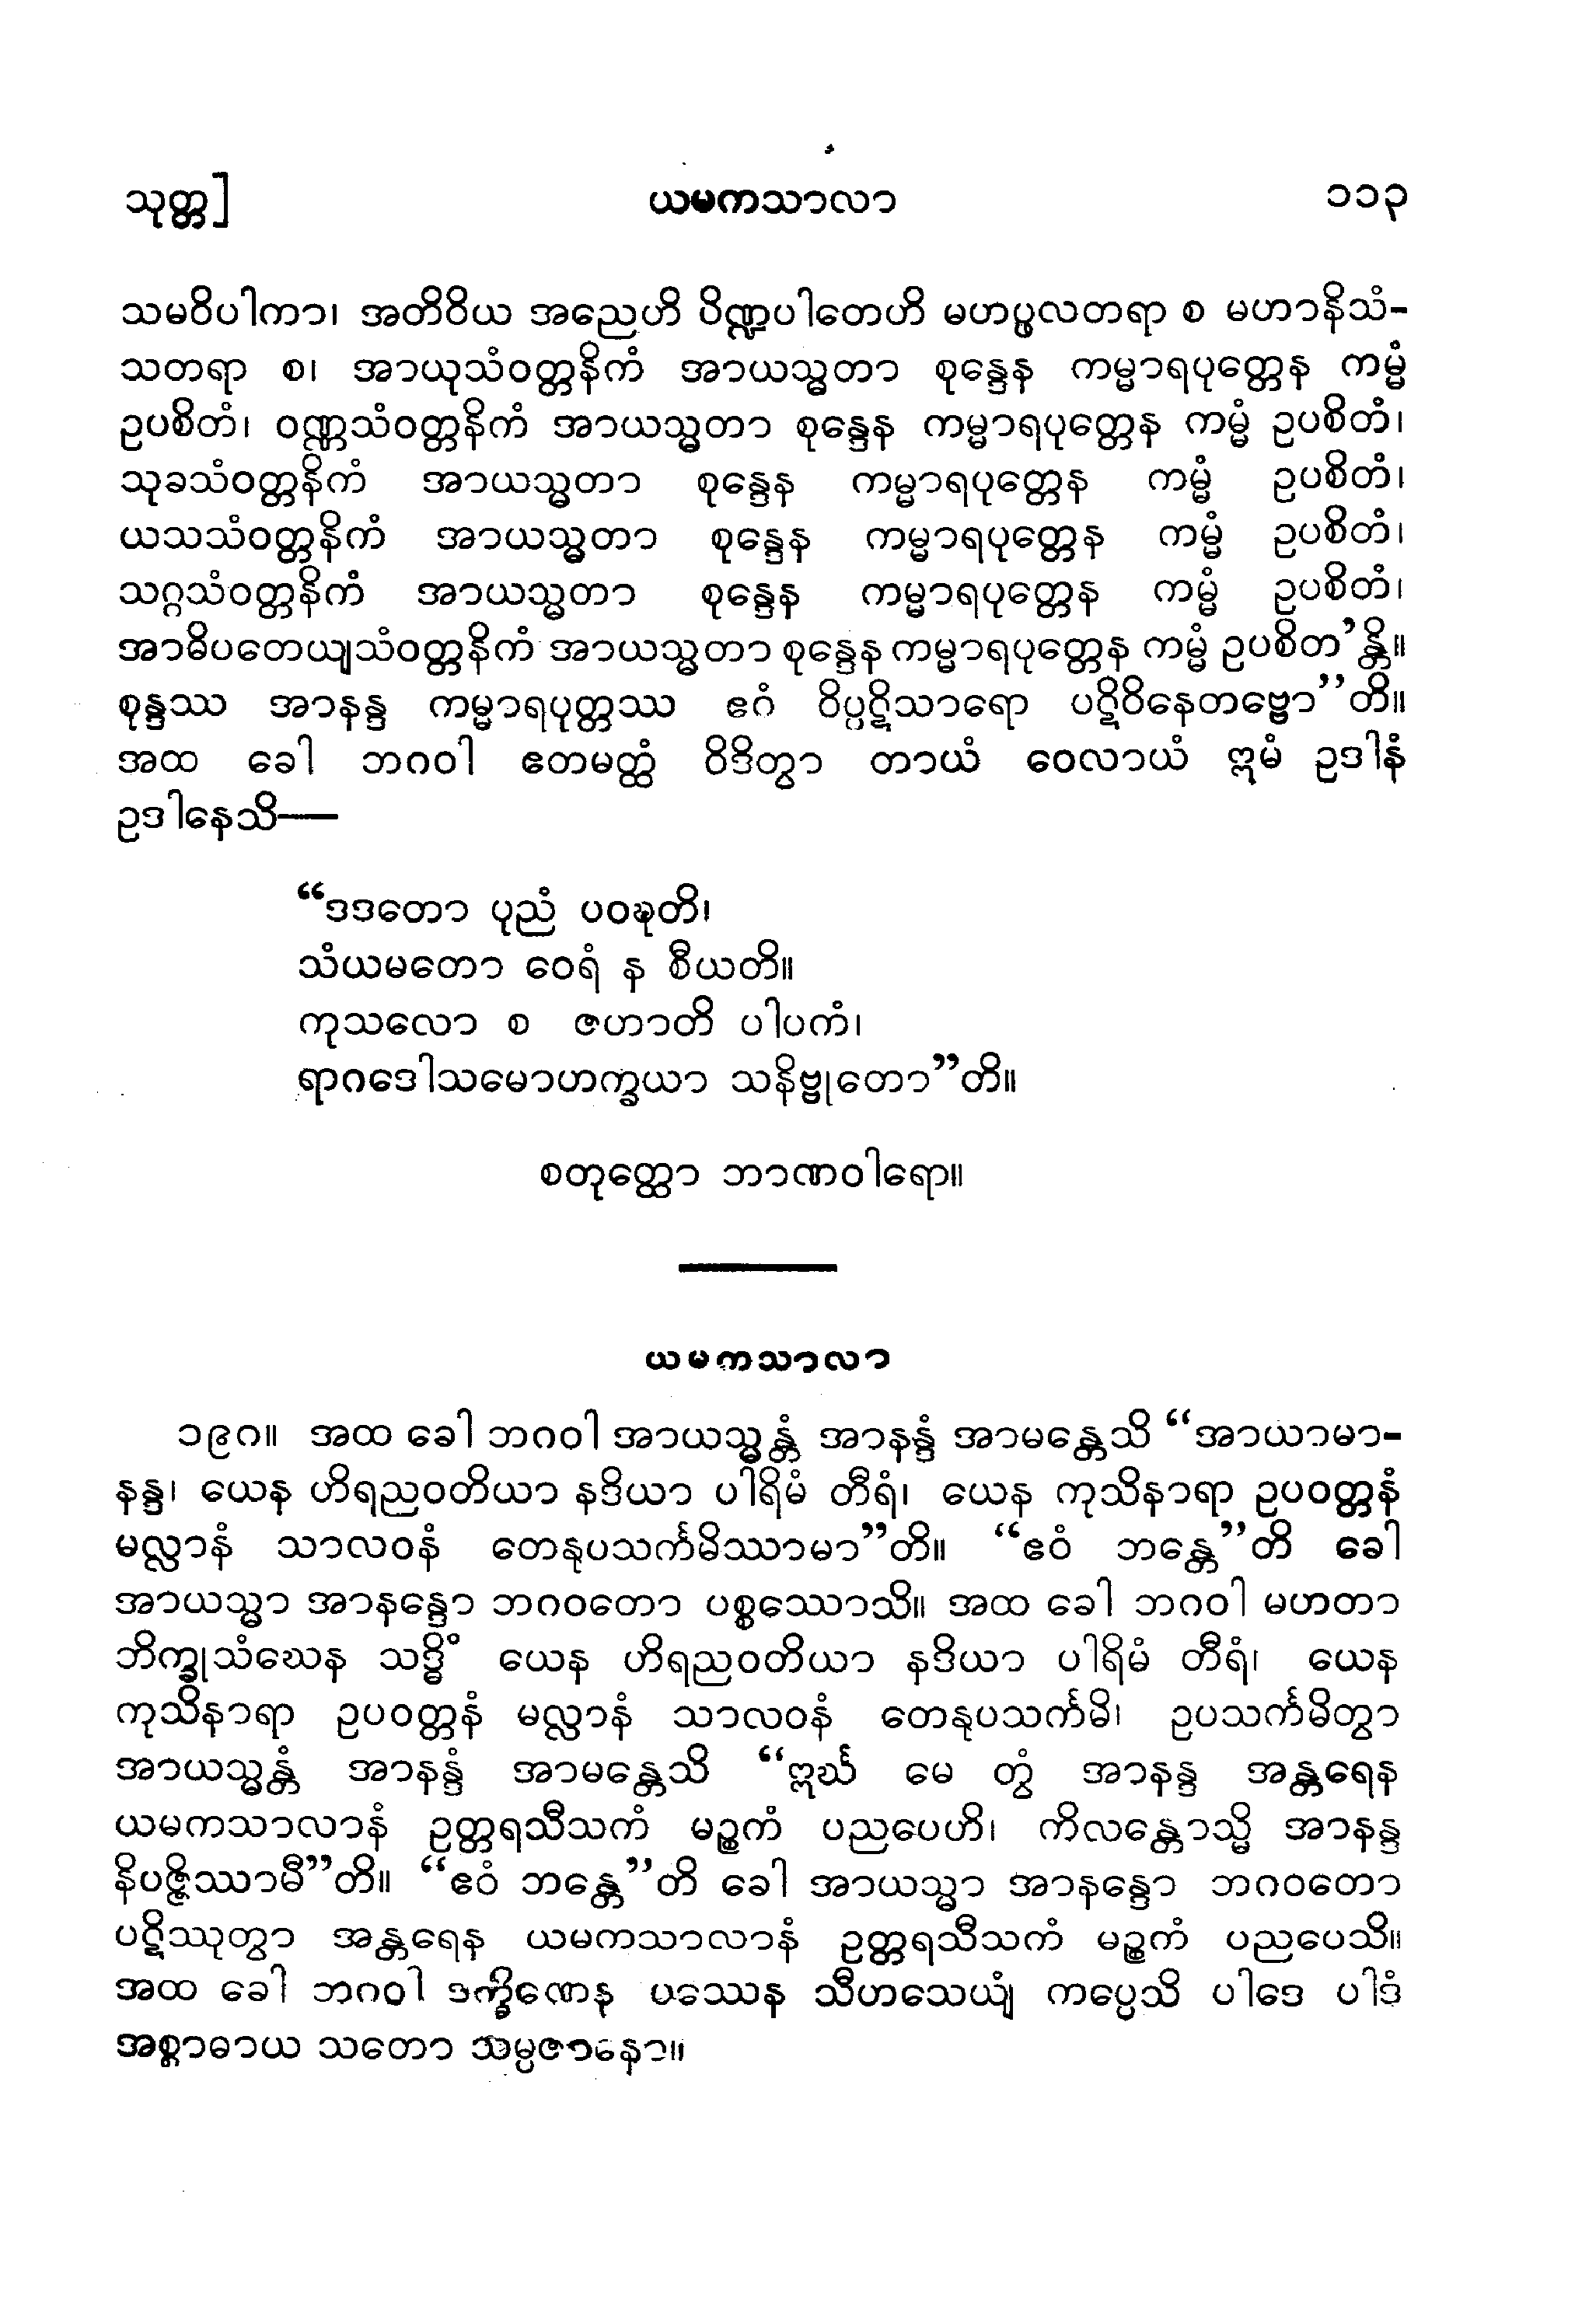 သုတ္တ] ယမကသာလာ ၁၁၃
သမဝိပါကာ၊ အတိဝိယ အညေဟိ ပိဏ္ဍပါတေဟိ မဟပ္ဖလတရာ စ မဟာနိသံ-
သတရာ စ၊ အာယုသံဝတ္တနိကံ အာယသ္မတာ စုန္ဒေန ကမ္မာရပုတ္တေန ကမ္မံ
ဥပစိတံ၊ ဝဏ္ဏသံဝတ္တနိကံ အာယသ္မတာ စုန္ဒေန ကမ္မာရပုတ္တေန ကမ္မံ ဥပစိတံ၊
သုခသံဝတ္တနိကံ အာယသ္မတာ စုန္ဒေန ကမ္မာရပုတ္တေန ကမ္မံ ဥပစိတံ၊
ယသသံဝတ္တနိကံ အာယသ္မတာ စုန္ဒေန ကမ္မာရပုတ္တေန ကမ္မံ ဥပစိတံ၊
သဂ္ဂသံဝတ္တနိကံ အာယသ္မတာ စုန္ဒေန ကမ္မာရပုတ္တေန ကမ္မံ ဥပစိတံ၊
အာဓိပတေယျသံဝတ္တနိကံ အာယသ္မတာ စုန္ဒေန ကမ္မာရပုတ္တေန ကမ္မံ ဥပစိတ’န္တိ။
စုန္ဒဿ အာနန္ဒ ကမ္မာရပုတ္တဿ ဧဂံ ဝိပ္ပဋိသာရော ပဋိဝိနေတဗ္ဗော”တိ။
အထ ခေါ ဘဂဝါ ဧတမတ္ထံ ဝိဒိတွာ တာယံ ဝေလာယံ ဣမံ ဥဒါနံ
ဥဒါနေသိ—
“ဒဒတော ပုညံ ပဝဍ္ဎတိ၊
သံယမတော ဝေရံ န စီယတိ။
ကုသလော စ ဇဟာတိ ပါပကံ၊
ရာဂဒေါသမောဟက္ခယာ သနိဗ္ဗုတော”တိ။
စတုတ္ထော ဘာဏဝါရော။
ယမကသာလာ
၁၉ဂ။ အထ ခေါ ဘဂဝါ အာယသ္မန္တံ အာနန္ဒံ အာမန္တေသိ “အာယာမာ-
နန္ဒ၊ ယေန ဟိရညဝတိယာ နဒိယာ ပါရိမံ တီရံ၊ ယေန ကုသိနာရာ ဥပဝတ္တနံ
မလ္လာနံ သာလဝနံ တေနုပသင်္ကမိဿာမာ”တိ။ “ဧဝံ ဘန္တေ”တိ ခေါ
အာယသ္မာ အာနန္ဒော ဘဂဝတော ပစ္စဿောသိ။ အထ ခေါ ဘဂဝါ မဟတာ
ဘိက္ခုသံဃေန သဒ္ဓိံ ယေန ဟိရညဝတိယာ နဒိယာ ပါရိမံ တီရံ၊ ယေန
ကုသိနာရာ ဥပဝတ္တနံ မလ္လာနံ သာလဝနံ တေနုပသင်္ကမိ၊ ဥပသင်္ကမိတွာ
အာယသ္မန္တံ အာနန္ဒံ အာမန္တေသိ “ဣင်္ဃ မေ တွံ အာနန္ဒ အန္တရေန
ယမကသာလာနံ ဥတ္တရသီသကံ မဉ္စကံ ပညပေဟိ၊ ကိလန္တောသ္မိ အာနန္ဒ
နိပဇ္ဇိဿာမီ”တိ။ “ဧဝံ ဘန္တေ”တိ ခေါ အာယသ္မာ အာနန္ဒော ဘဂဝတော
ပဋိဿုတွာ အန္တရေန ယမကသာလာနံ ဥတ္တရသီသကံ မဉ္စကံ ပညပေသိ။
အထ ခေါ ဘဂဝါ ဒက္ခိဏေန ပဿေန သီဟသေယျံ ကပ္ပေသိ ပါဒေ ပါဒံ
အစ္စာဓာယ သတော သမ္ပဇာနော။